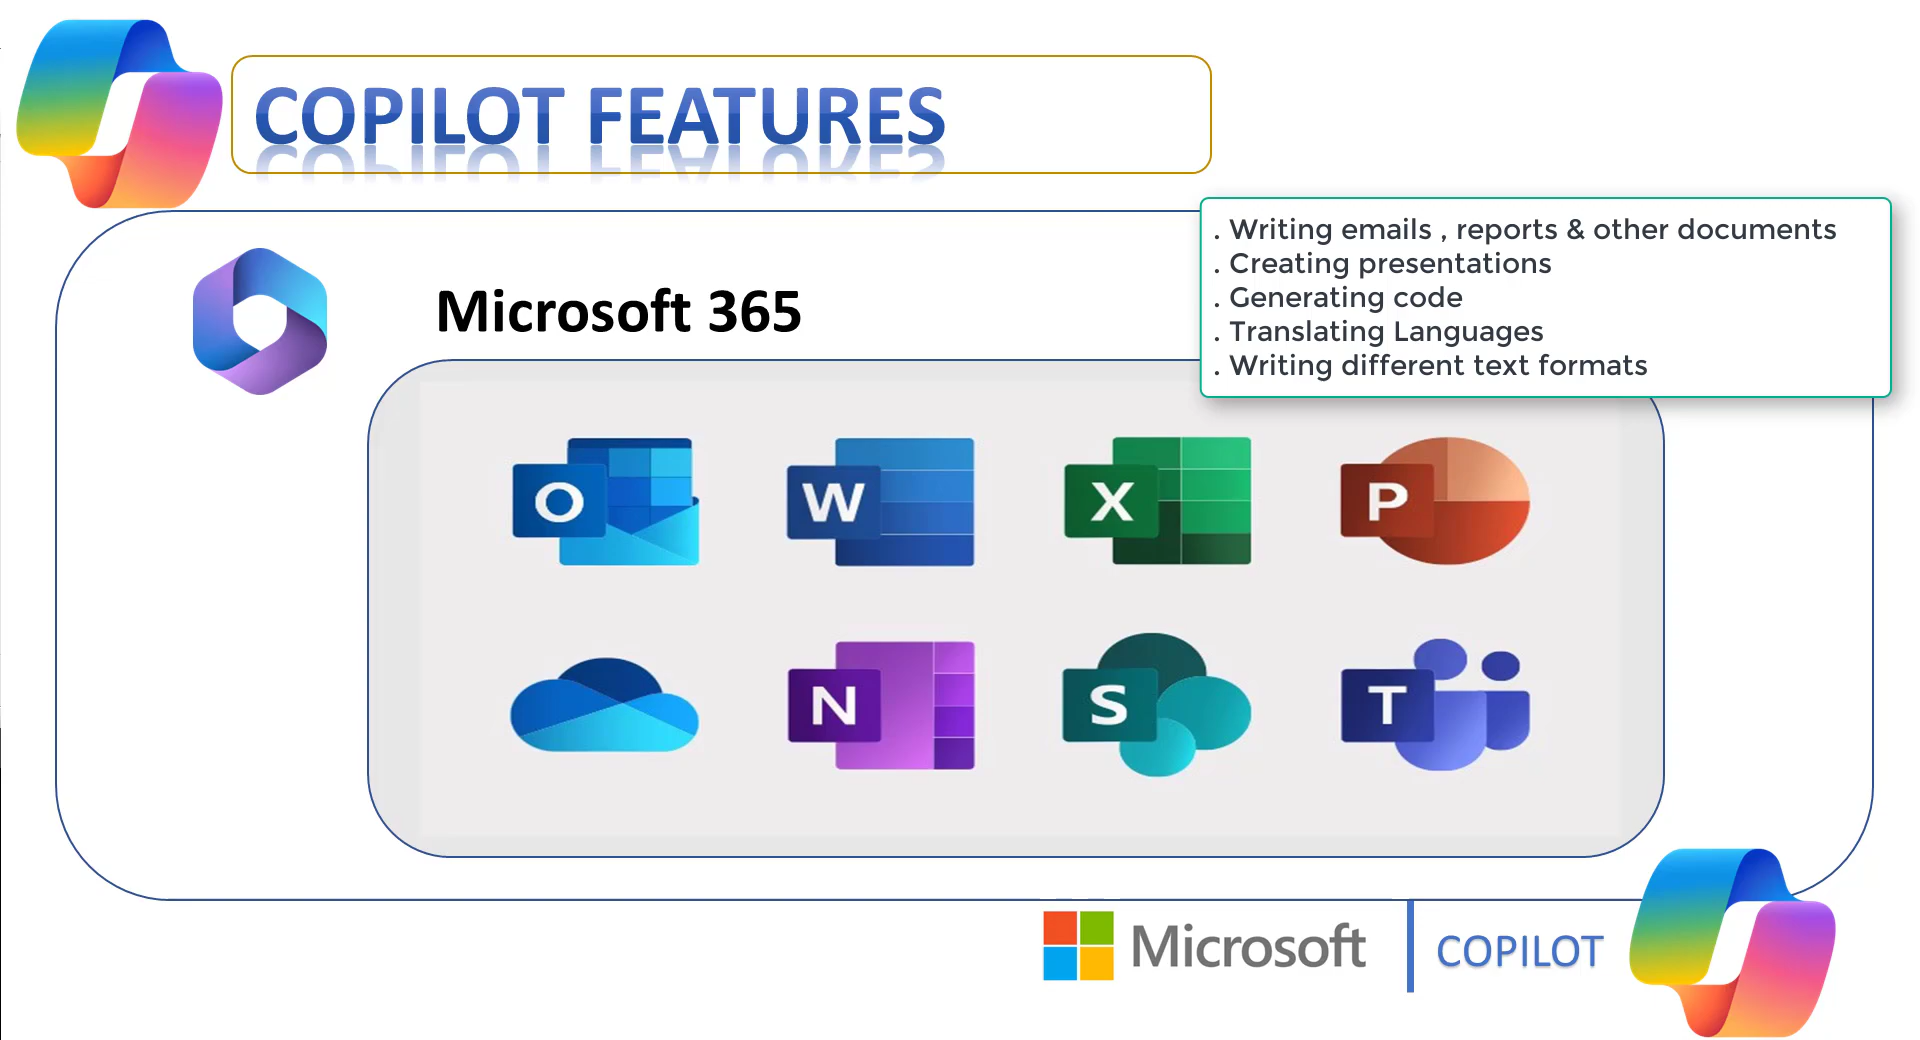 COPILOT FEATURES
. Writing emails , reports & other documents
. Creating presentations
. Generating code
. Translating Languages
. Writing different text formats
Microsoft 365
O
W
X
P
N
S
T
Microsoft
COPILOT